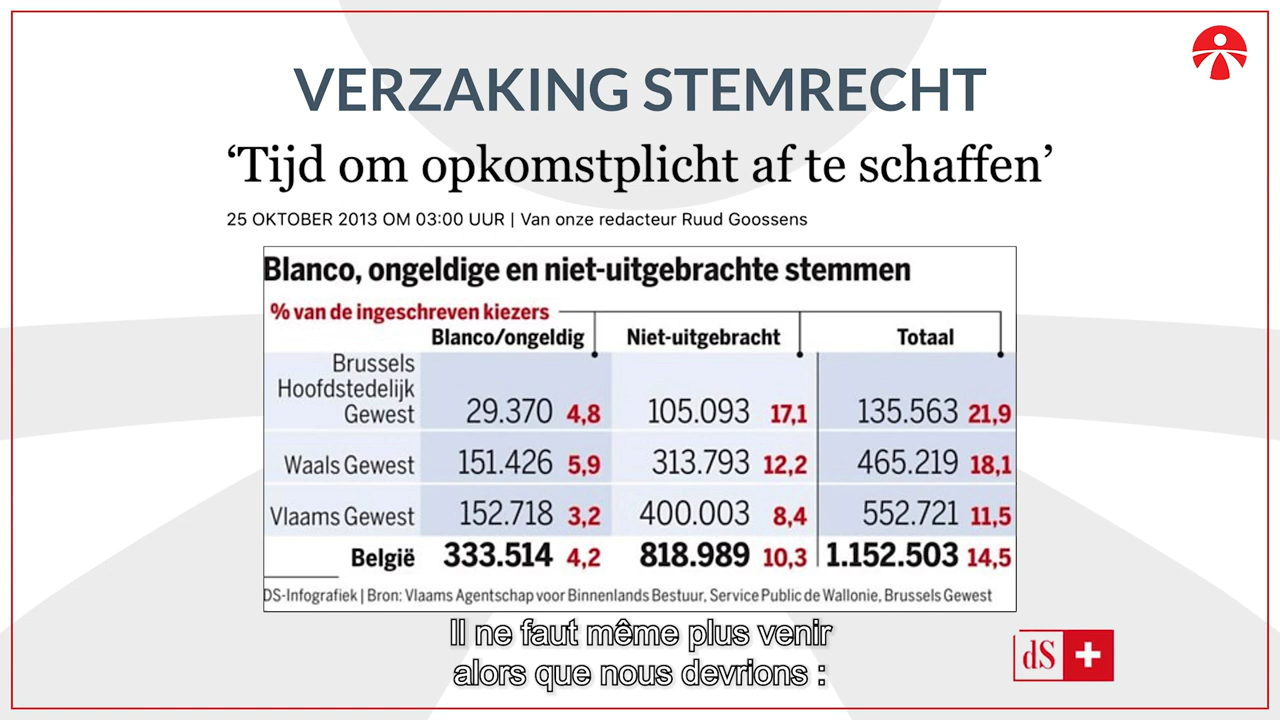 VERZAKING STEMRECHT
‘Tijd om opkomstplicht af te schaffen’
25 OKTOBER 2013 OM 03:00 UUR | Van onze redacteur Ruud Goossens
Blanco, ongeldige en niet-uitgebrachte stemmen
% van de ingeschreven kiezers
Blanco/ongeldig Niet-uitgebracht Totaal
Brussels
Hoofdstedelijk
Gewest 29.370 4,8 105.093 17,1 135.563 21,9
Waals Gewest 151.426 5,9 313.793 12,2 465.219 18,1
Vlaams Gewest 152.718 3,2 400.003 8,4 552.721 11,5
België 333.514 4,2 818.989 10,3 1.152.503 14,5
DS-Infografiek | Bron: Vlaams Agentschap voor Binnenlands Bestuur, Service Public de Wallonie, Brussels Gewest
Il ne faut même plus venir
alors que nous devrions :
dS +